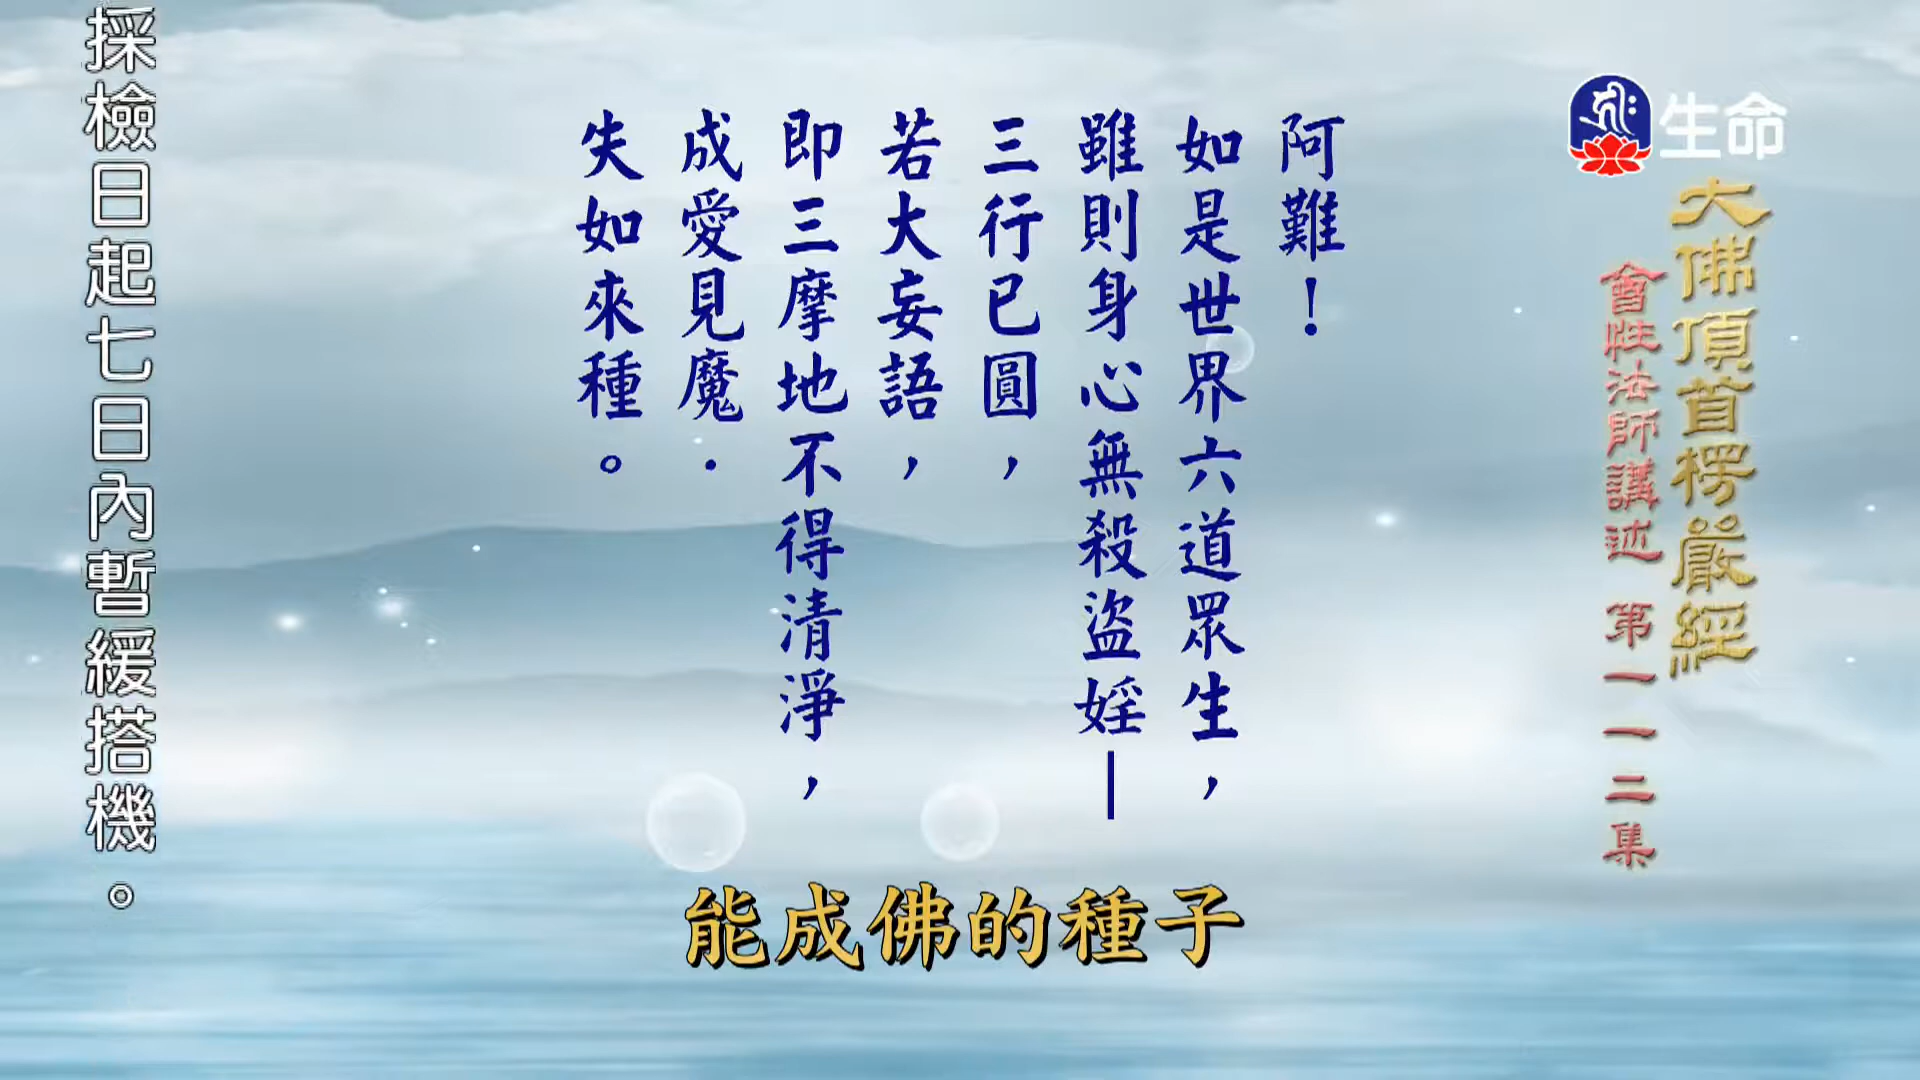 生命
大佛頂首楞嚴經
會性法師講述 第一一二集
阿難！
如是世界六道眾生，
雖則身心無殺盜婬—
三行已圓，
若大妄語，
即三摩地不得清淨，
成愛見魔．
失如來種。
採檢日起七日內暫緩搭機。
能成佛的種子